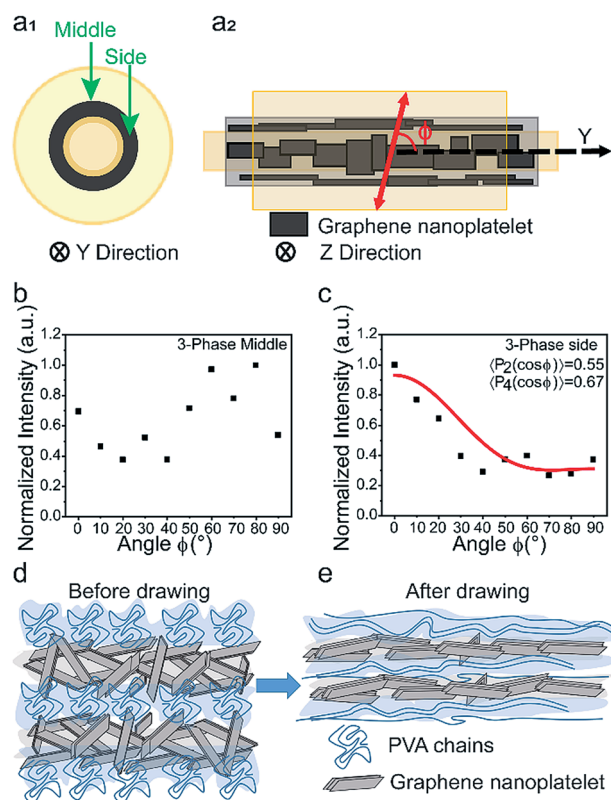 a₁
Middle
Side
⊗ Y Direction
a₂
ϕ
Y
Graphene nanoplatelet
⊗ Z Direction
b
Normalized Intensity (a.u.)
1.2
1.0
0.8
0.6
0.4
0.2
0.0
3-Phase Middle
0 10 20 30 40 50 60 70 80 90
Angle ϕ(°)
c
Normalized Intensity (a.u.)
1.2
1.0
0.8
0.6
0.4
0.2
0.0
3-Phase side
⟨P₂(cosϕ)⟩=0.55
⟨P₄(cosϕ)⟩=0.67
0 10 20 30 40 50 60 70 80 90
Angle ϕ(°)
d
Before drawing
e
After drawing
PVA chains
Graphene nanoplatelet